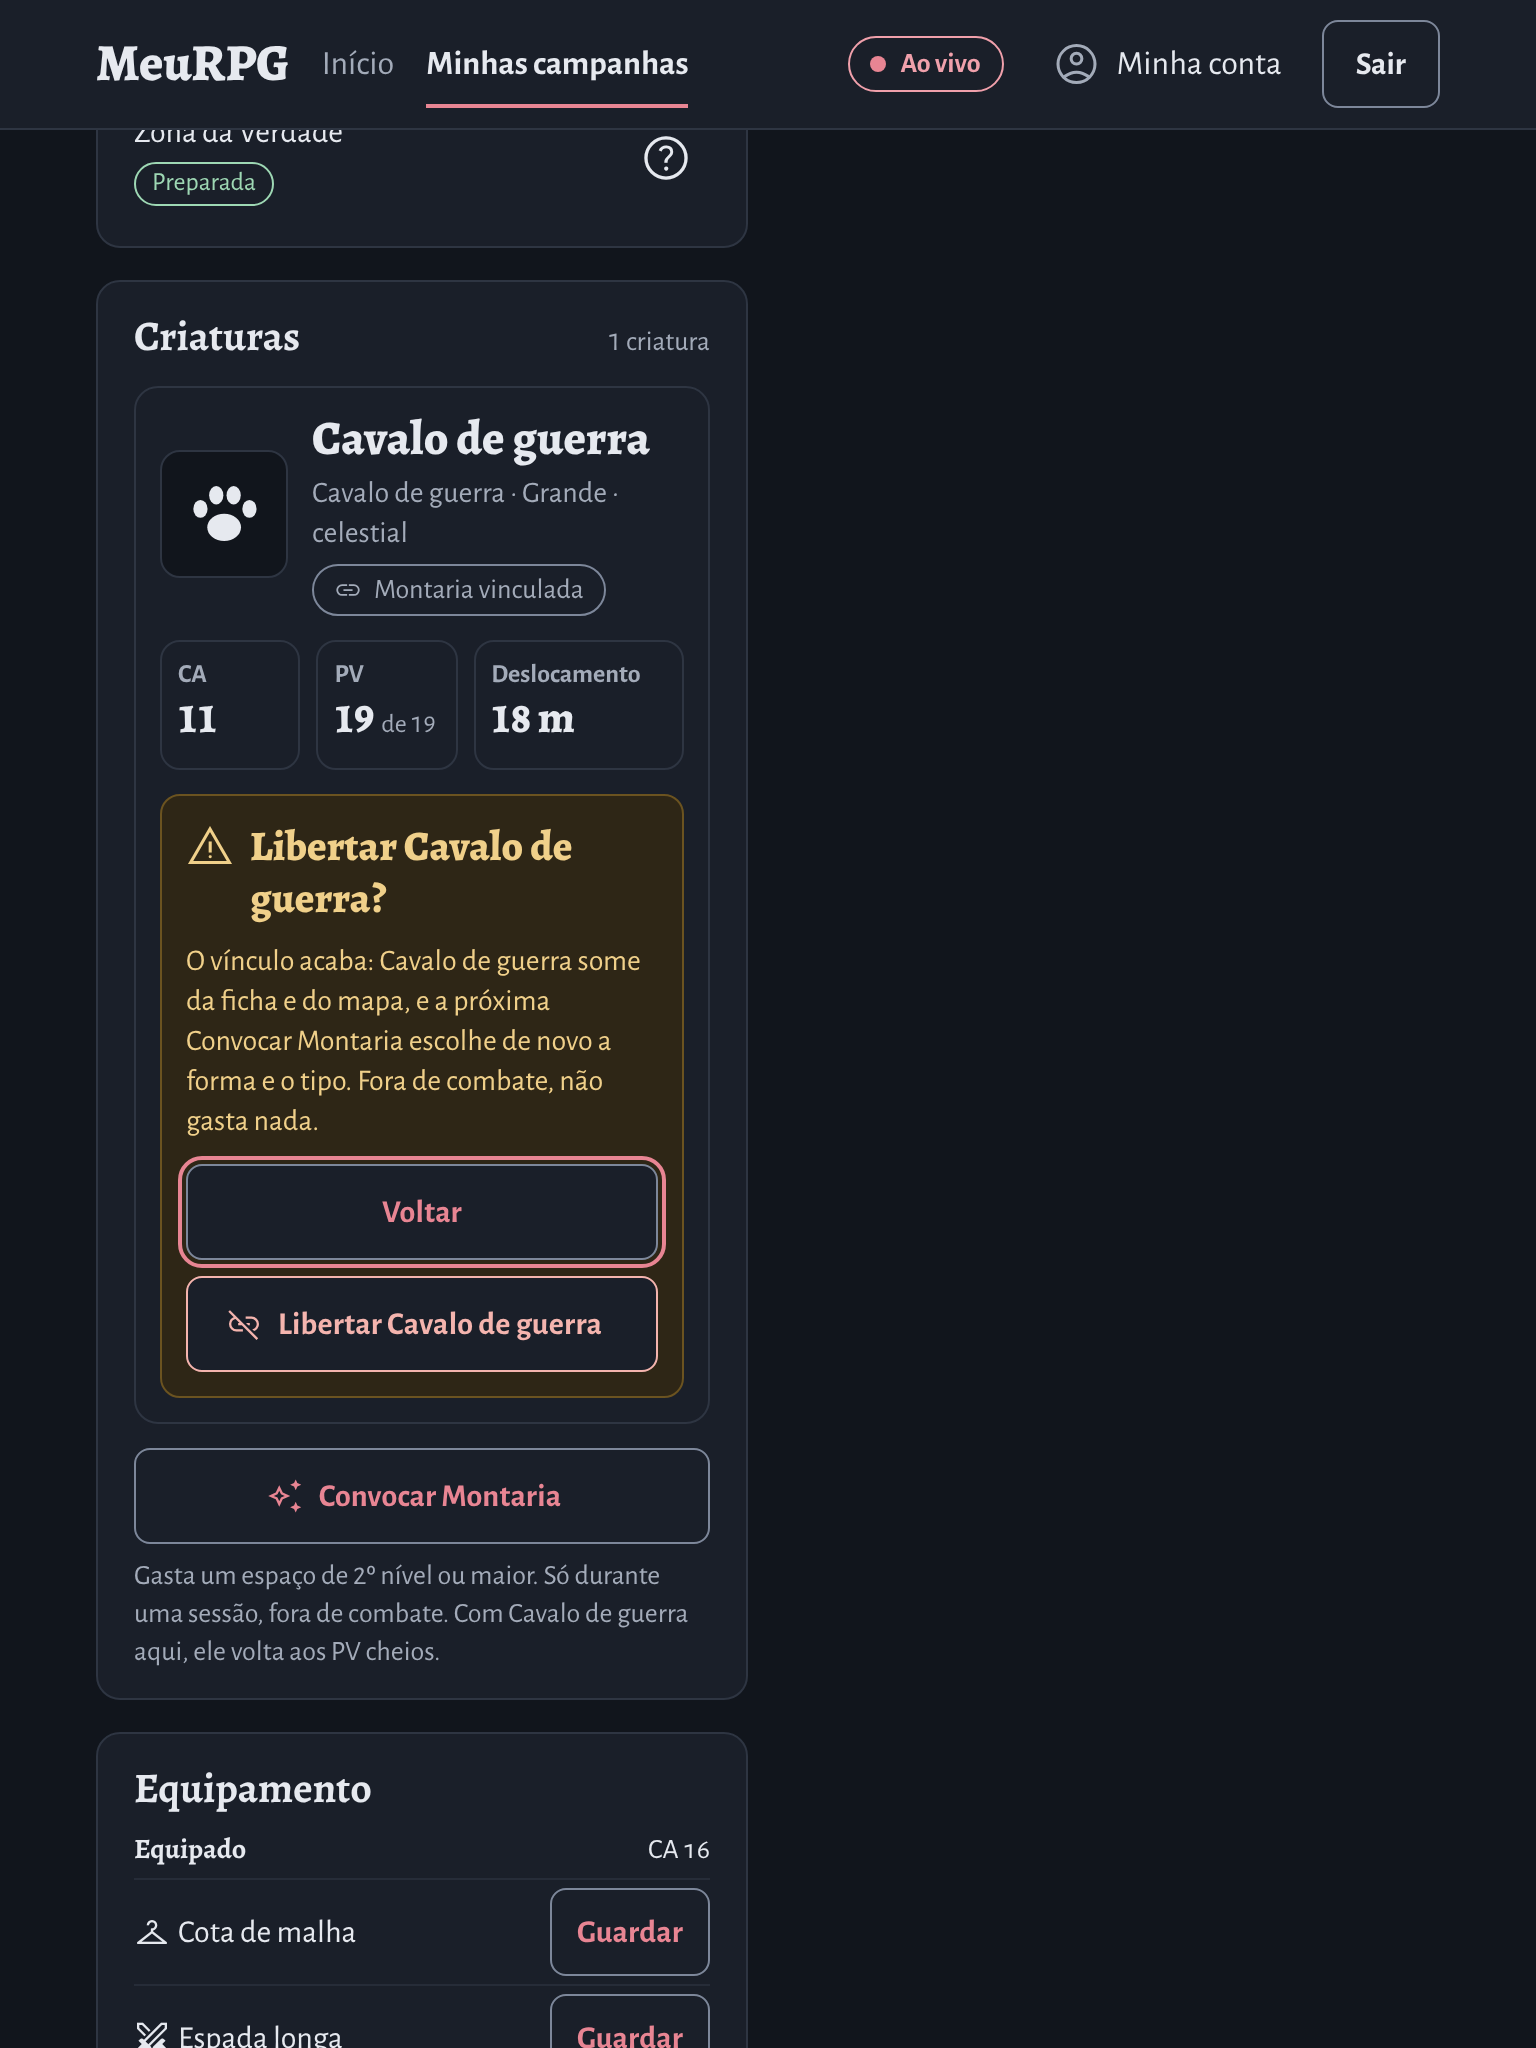 MeuRPG Início Minhas campanhas Ao vivo Minha conta Sair
Zona da Verdade
Preparada
Criaturas 1 criatura
Cavalo de guerra
Cavalo de guerra · Grande ·
celestial
Montaria vinculada
CA PV Deslocamento
11 19 de 19 18 m
Libertar Cavalo de
guerra?
O vínculo acaba: Cavalo de guerra some
da ficha e do mapa, e a próxima
Convocar Montaria escolhe de novo a
forma e o tipo. Fora de combate, não
gasta nada.
Voltar
Libertar Cavalo de guerra
Convocar Montaria
Gasta um espaço de 2º nível ou maior. Só durante
uma sessão, fora de combate. Com Cavalo de guerra
aqui, ele volta aos PV cheios.
Equipamento
Equipado CA 16
Cota de malha Guardar
Espada longa Guardar